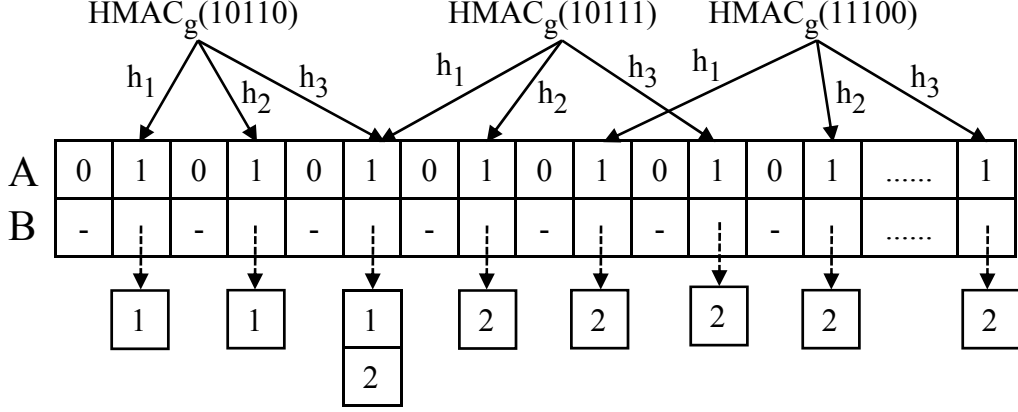 HMACg(10110) HMACg(10111) HMACg(11100)
h1 h2 h3 h1 h2 h3 h1 h2 h3
A 0 1 0 1 0 1 0 1 0 1 0 1 0 1 ...... 1
B - - - - - - - ......
1 1 1 2 2 2 2 2
2